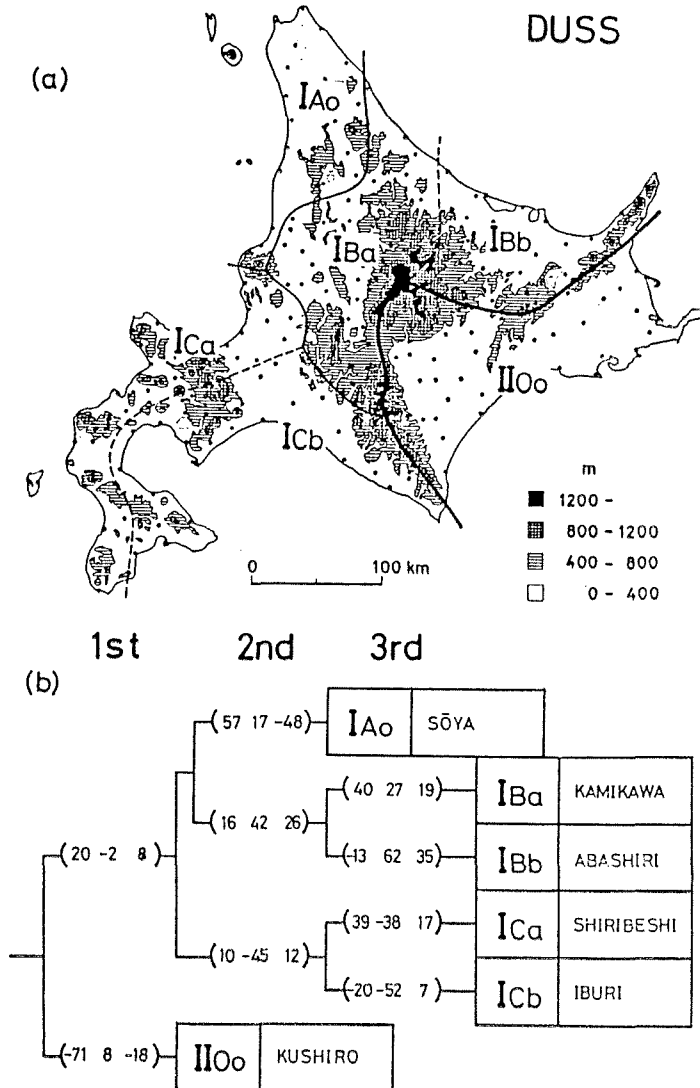 DUSS
(a)
IAo
IBa
IBb
ICa
IIOo
ICb
m
1200 -
800 - 1200
400 - 800
0 - 400
0 100 km
1st 2nd 3rd
(b)
(57 17 -48) IAo SŌYA
(40 27 19) IBa KAMIKAWA
(16 42 26)
(-13 62 35) IBb ABASHIRI
(20 -2 8)
(39 -38 17) ICa SHIRIBESHI
(10 -45 12)
(-20 -52 7) ICb IBURI
(-71 8 -18) IIOo KUSHIRO